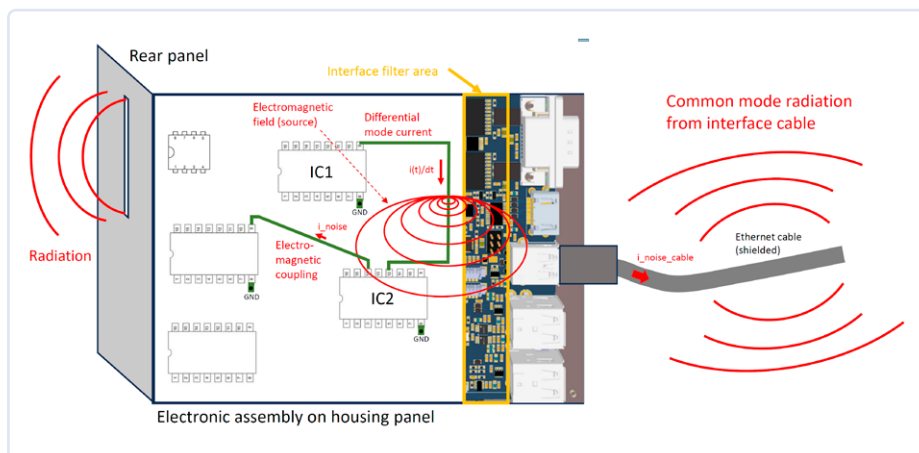 Rear panel
Interface filter area
Electromagnetic
field (source)
Differential
mode current
Common mode radiation
from interface cable
IC1
i(t)/dt
GND
i_noise
Electro-
magnetic
coupling
Radiation
Ethernet cable
(shielded)
i_noise_cable
IC2
GND
GND
Electronic assembly on housing panel